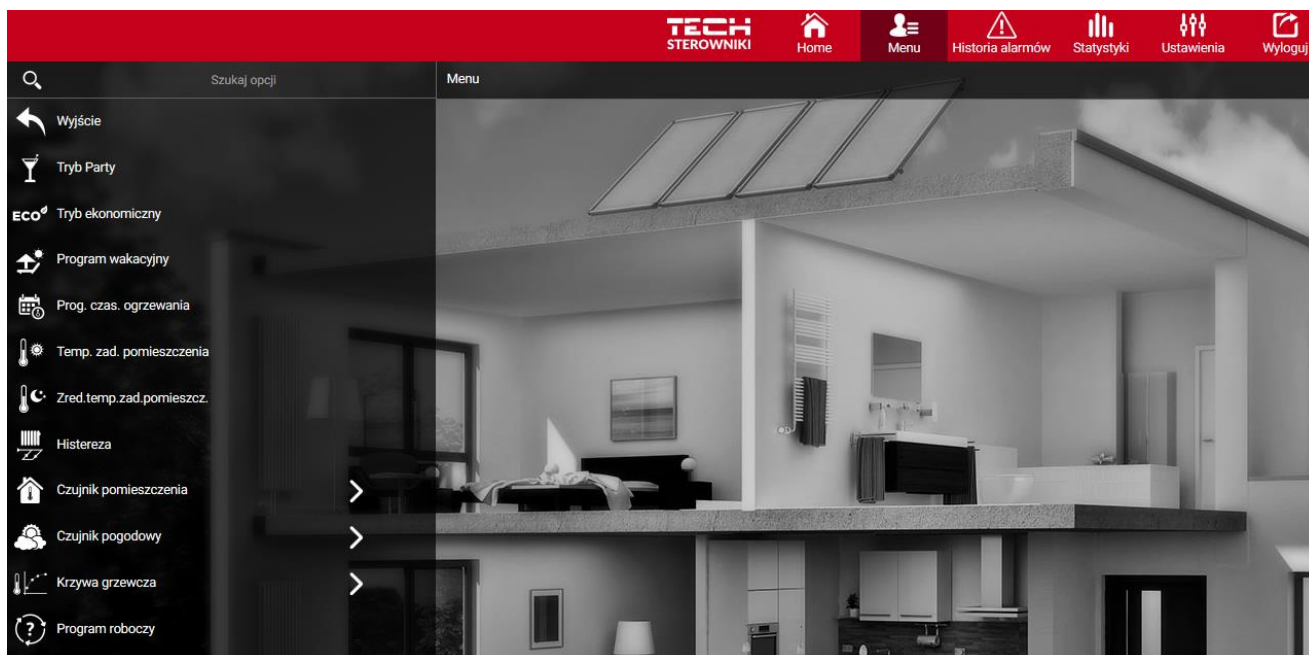 TECH
STEROWNIKI
Home
Menu
Historia alarmów
Statystyki
Ustawienia
Wyloguj
Szukaj opcji
Menu
Wyjście
Tryb Party
ECO Tryb ekonomiczny
Program wakacyjny
Prog. czas. ogrzewania
Temp. zad. pomieszczenia
Zred.temp.zad.pomieszcz.
Histereza
Czujnik pomieszczenia
Czujnik pogodowy
Krzywa grzewcza
? Program roboczy